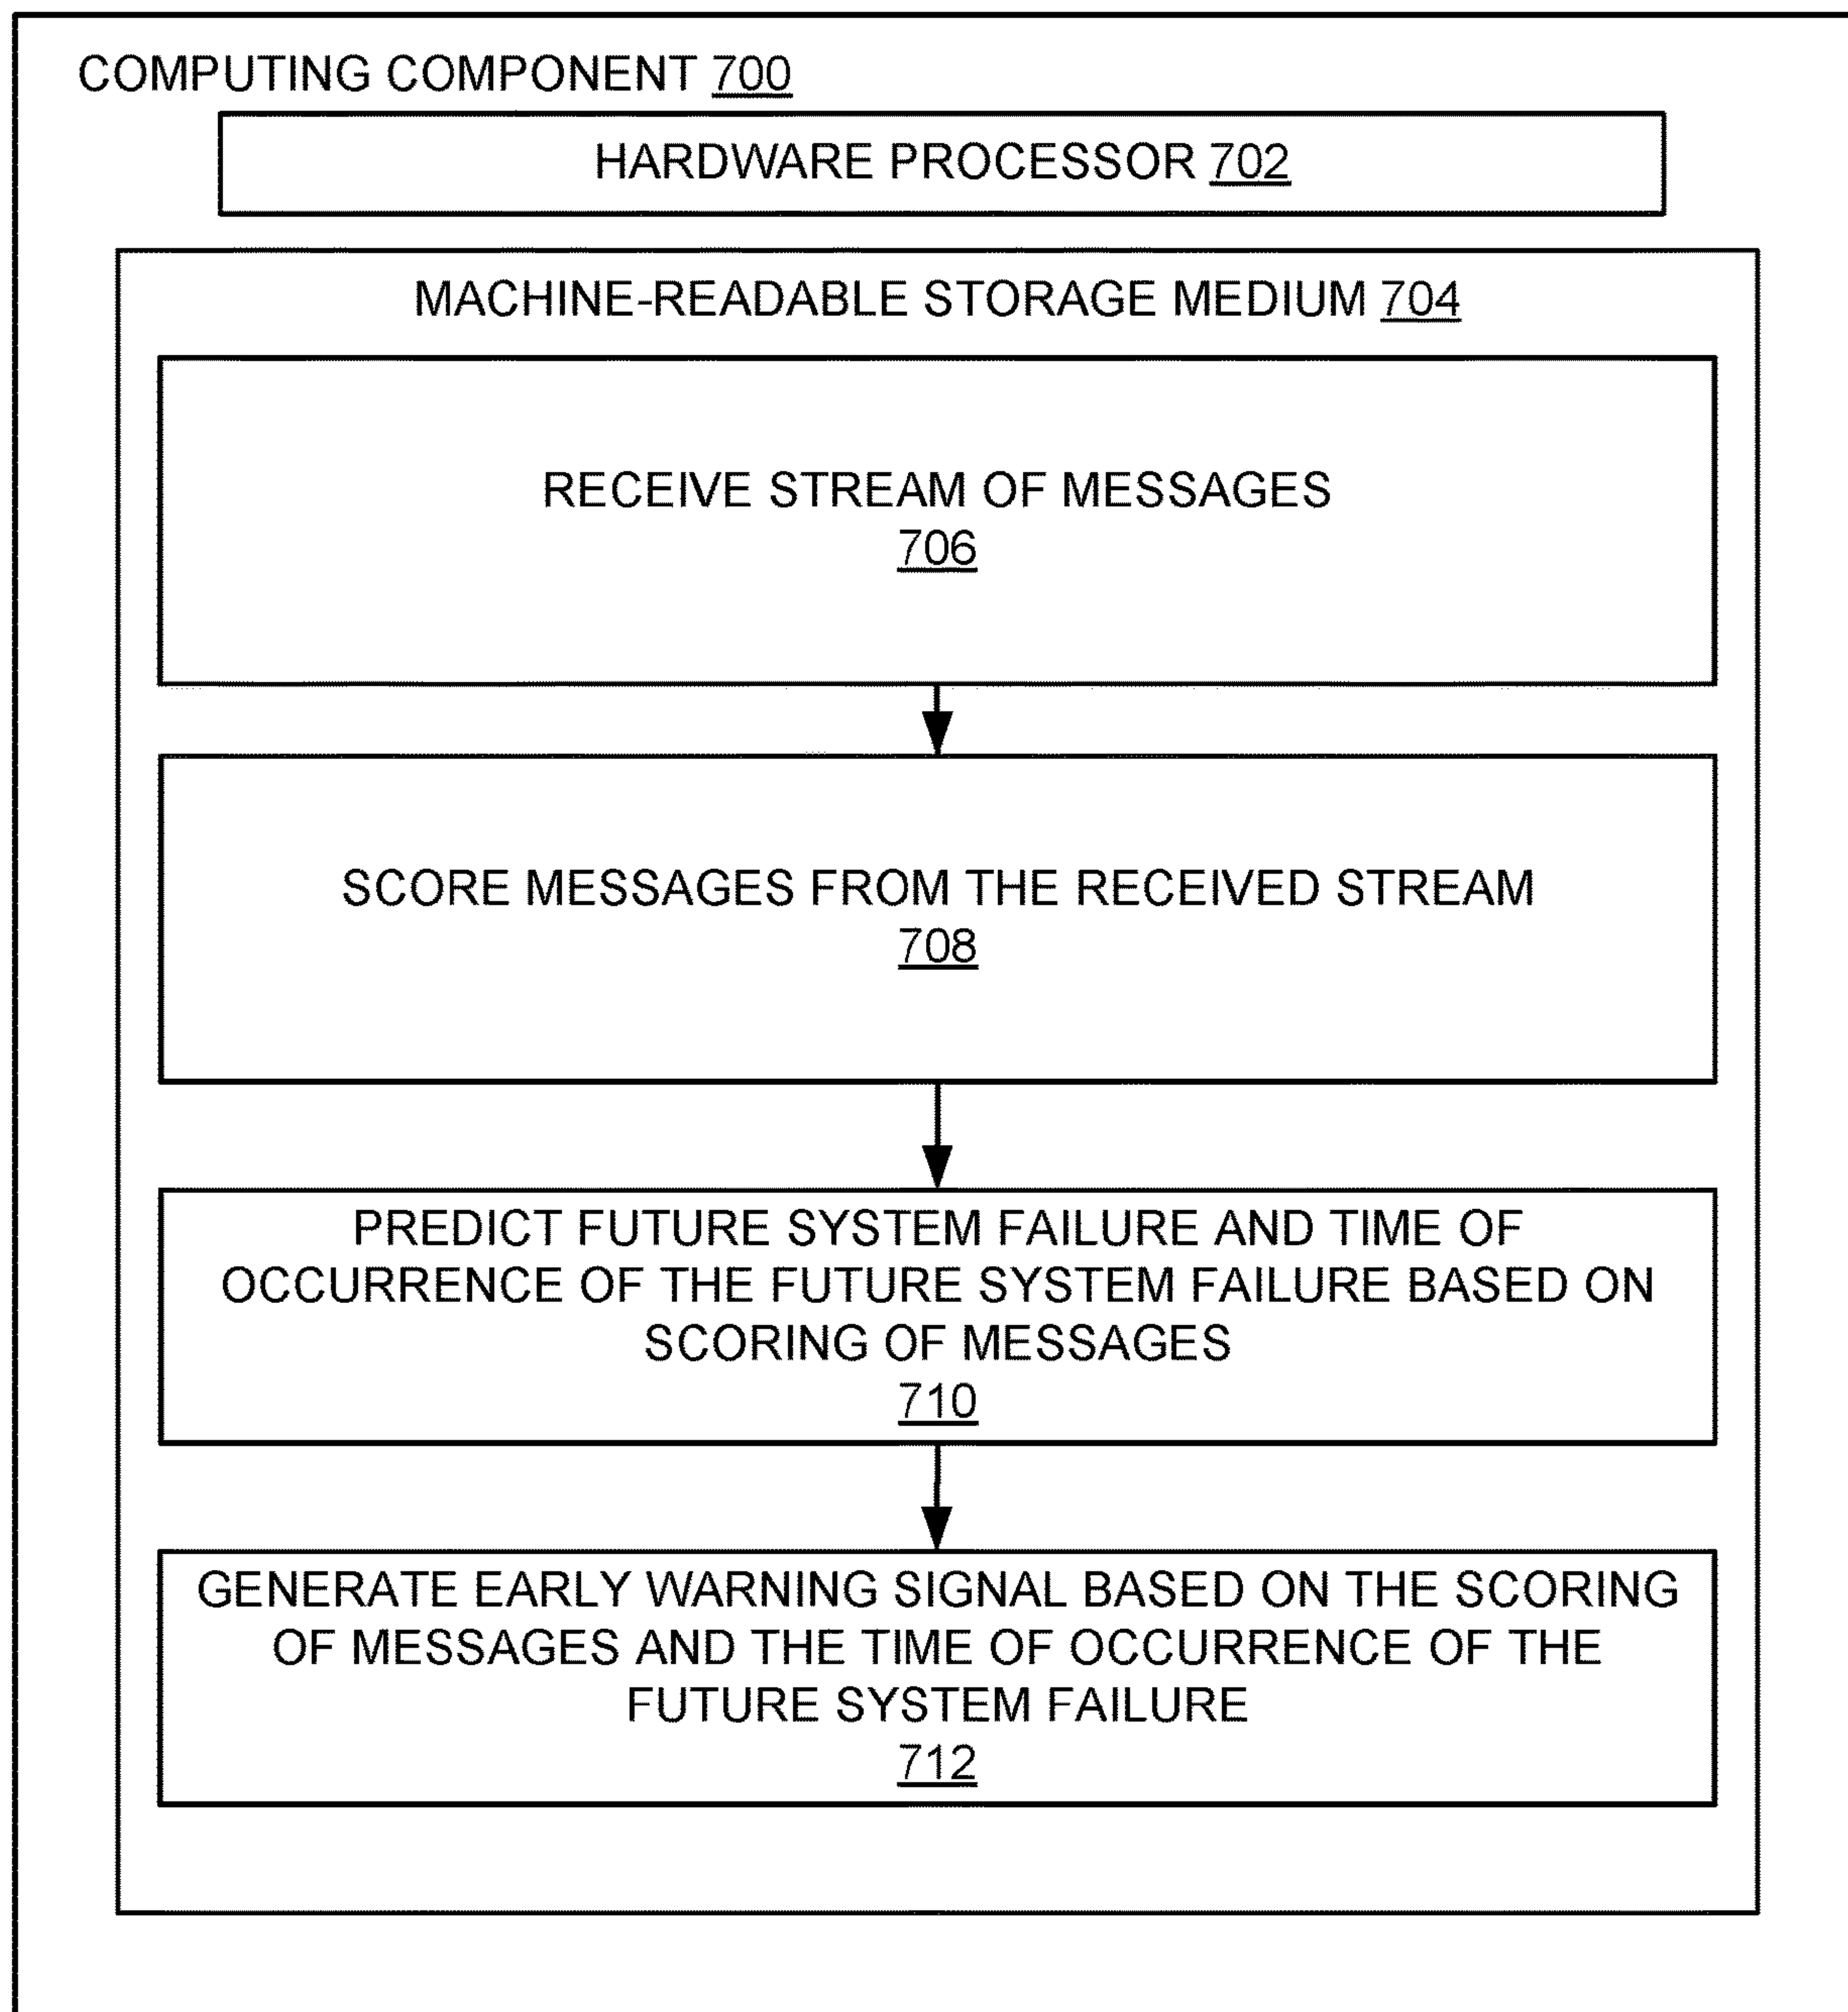 COMPUTING COMPONENT 700
HARDWARE PROCESSOR 702
MACHINE-READABLE STORAGE MEDIUM 704
RECEIVE STREAM OF MESSAGES
706
SCORE MESSAGES FROM THE RECEIVED STREAM
708
PREDICT FUTURE SYSTEM FAILURE AND TIME OF
OCCURRENCE OF THE FUTURE SYSTEM FAILURE BASED ON
SCORING OF MESSAGES
710
GENERATE EARLY WARNING SIGNAL BASED ON THE SCORING
OF MESSAGES AND THE TIME OF OCCURRENCE OF THE
FUTURE SYSTEM FAILURE
712